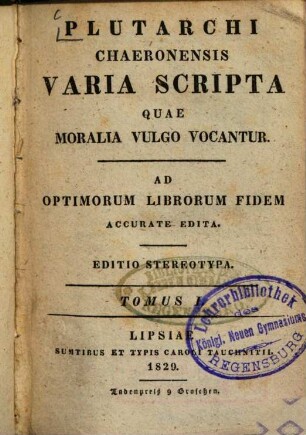 PLUTARCHI
CHAERONENSIS
VARIA SCRIPTA
QUAE
MORALIA VULGO VOCANTUR.
AD
OPTIMORUM LIBRORUM FIDEM
ACCURATE EDITA.
EDITIO STEREOTYPA.
TOMUS I.
LIPSIAE
SUMTIBUS ET TYPIS CAROLI TAUCHNITII.
1829.
Ladenpreis 9 Groschen.
Lehrerbibliothek
des
Königl. Neuen Gymnasiums
REGENSBURG